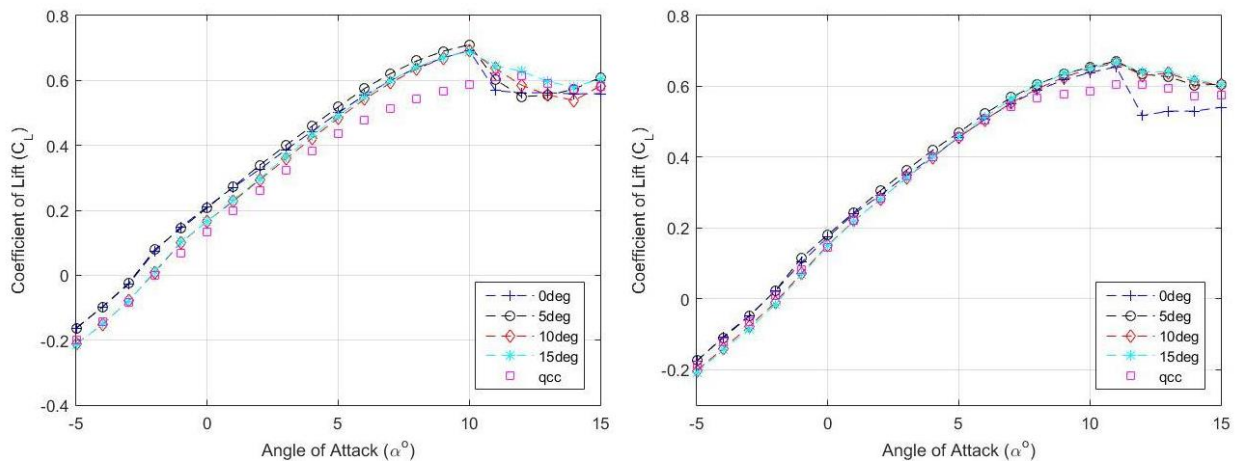 0.8
0.6
0.4
0.2
0
-0.2
-0.4
Coefficient of Lift (C_L)
-5
0
5
10
15
Angle of Attack (α°)
0deg
5deg
10deg
15deg
qcc
0.8
0.6
0.4
0.2
0
-0.2
Coefficient of Lift (C_L)
-5
0
5
10
15
Angle of Attack (α°)
0deg
5deg
10deg
15deg
qcc